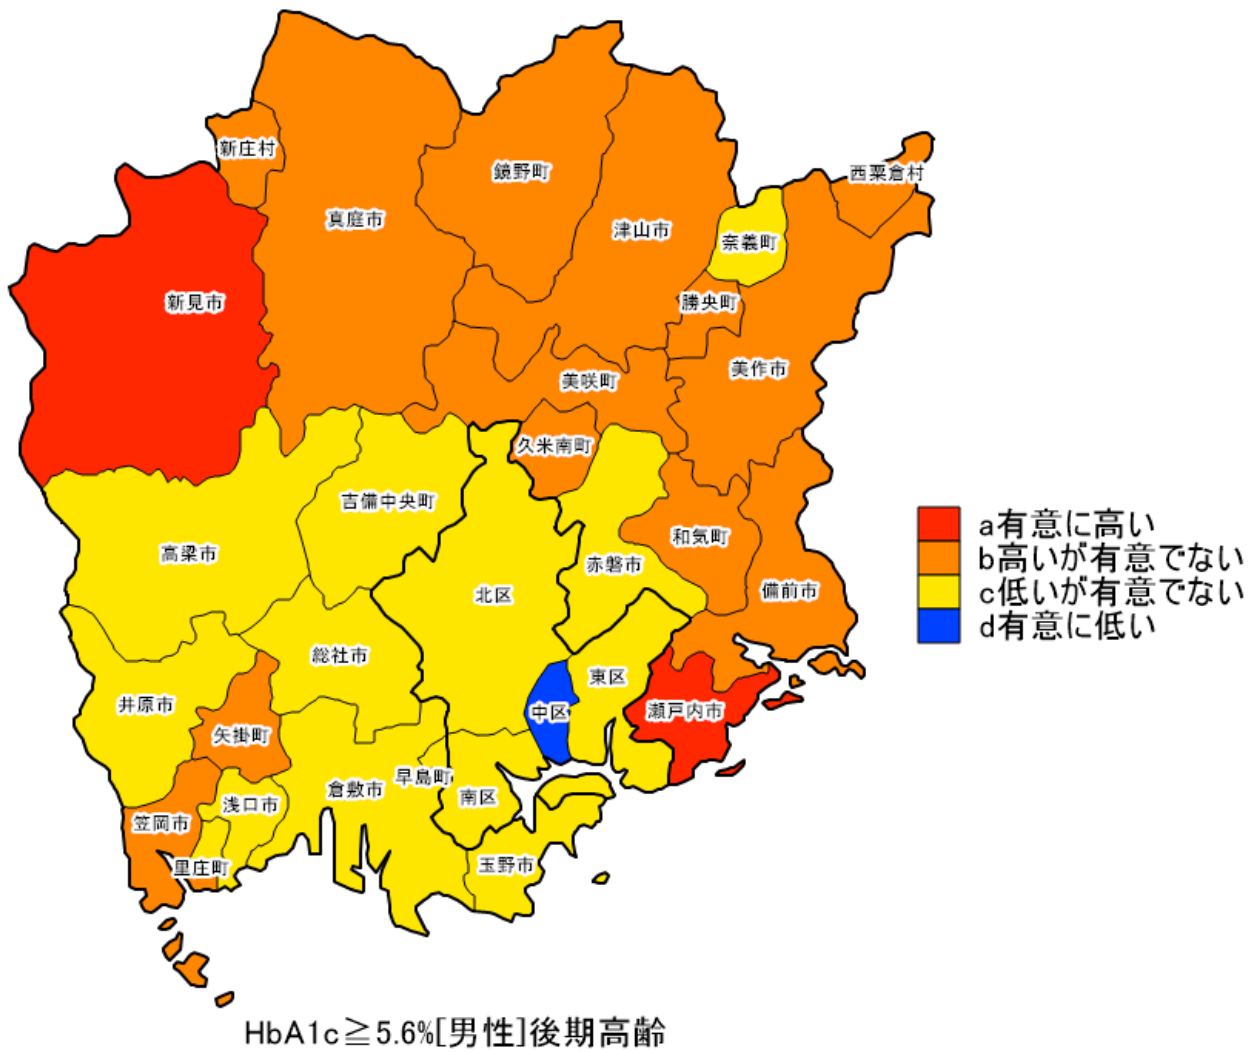 新庄村
鏡野町
西粟倉村
真庭市
津山市
奈義町
新見市
勝央町
美作市
美咲町
久米南町
吉備中央町
和気町
高梁市
赤磐市
備前市
北区
総社市
東区
井原市
中区
瀬戸内市
矢掛町
早島町
倉敷市
南区
浅口市
笠岡市
里庄町
玉野市
a有意に高い
b高いが有意でない
c低いが有意でない
d有意に低い
HbA1c≧5.6%[男性]後期高齢